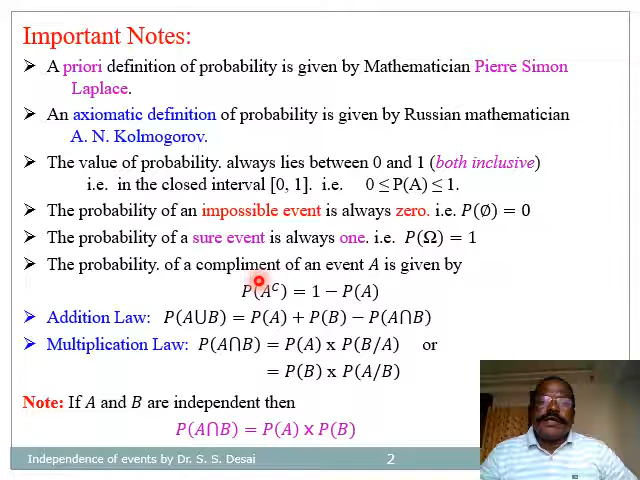 Important Notes:
➢ A priori definition of probability is given by Mathematician Pierre Simon
Laplace.
➢ An axiomatic definition of probability is given by Russian mathematician
A. N. Kolmogorov.
➢ The value of probability. always lies between 0 and 1 (both inclusive)
i.e. in the closed interval [0, 1]. i.e. 0 ≤ P(A) ≤ 1.
➢ The probability of an impossible event is always zero. i.e. P(∅) = 0
➢ The probability of a sure event is always one. i.e. P(Ω) = 1
➢ The probability. of a compliment of an event A is given by
P(Aᶜ) = 1 − P(A)
➢ Addition Law: P(A⋃B) = P(A) + P(B) − P(A⋂B)
➢ Multiplication Law: P(A⋂B) = P(A) x P(B/A) or
= P(B) x P(A/B)
Note: If A and B are independent then
P(A⋂B) = P(A) x P(B)
Independence of events by Dr. S. S. Desai 2